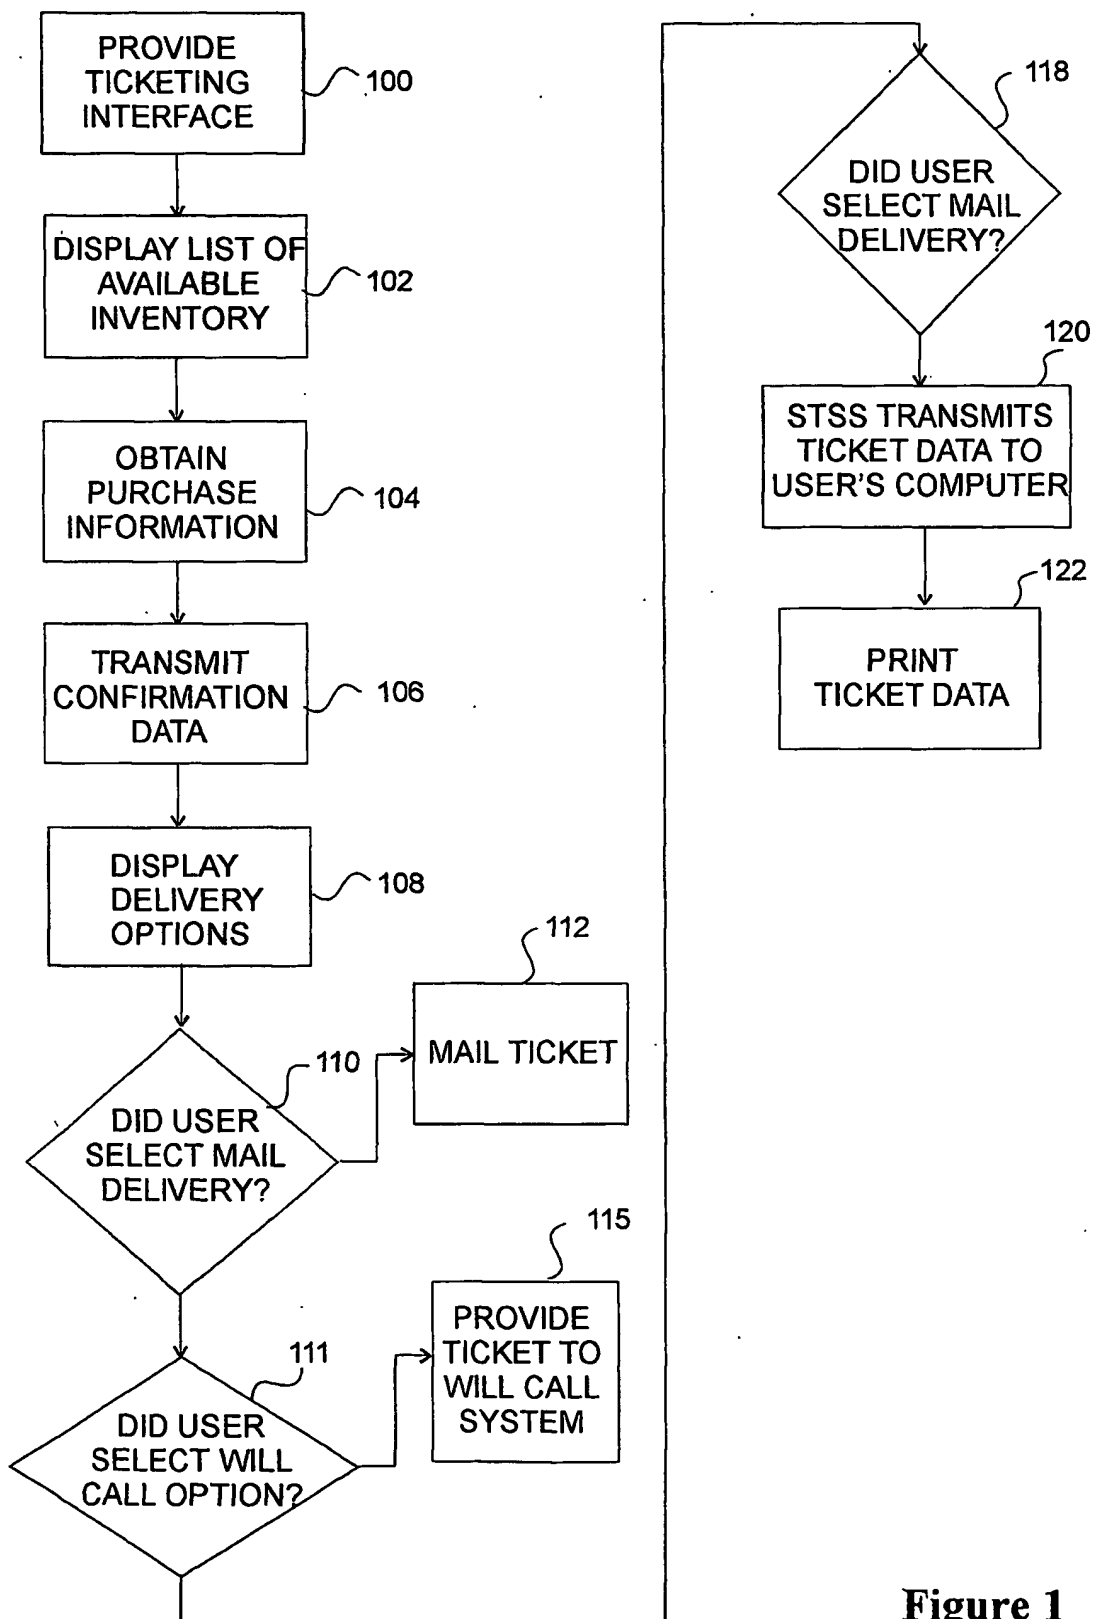 PROVIDE
TICKETING
INTERFACE
100
DISPLAY LIST OF
AVAILABLE
INVENTORY
102
OBTAIN
PURCHASE
INFORMATION
104
TRANSMIT
CONFIRMATION
DATA
106
DISPLAY
DELIVERY
OPTIONS
108
DID USER
SELECT MAIL
DELIVERY?
110
MAIL TICKET
112
DID USER
SELECT WILL
CALL OPTION?
111
PROVIDE
TICKET TO
WILL CALL
SYSTEM
115
DID USER
SELECT MAIL
DELIVERY?
118
STSS TRANSMITS
TICKET DATA TO
USER'S COMPUTER
120
PRINT
TICKET DATA
122
Figure 1